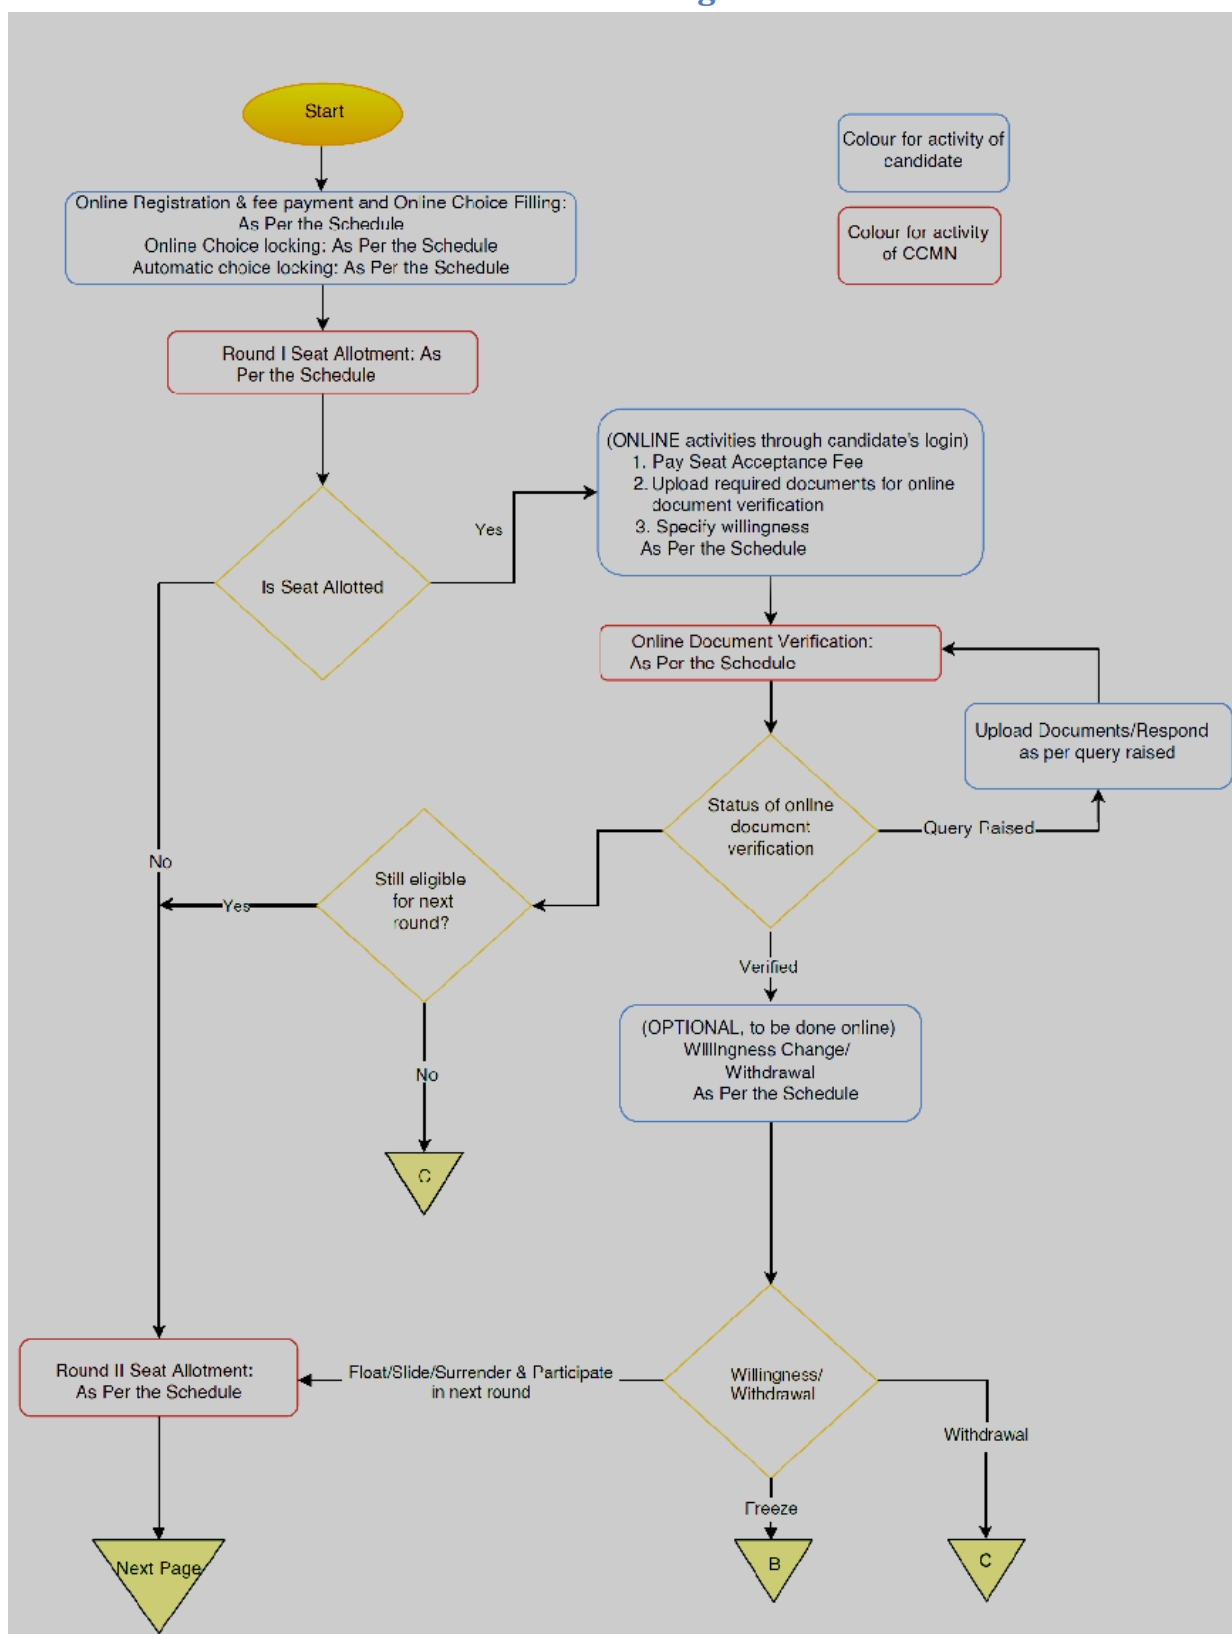 Start
Colour for activity of
candidate
Online Registration & fee payment and Online Choice Filling:
As Per the Schedule
Online Choice locking: As Per the Schedule
Automatic choice locking: As Per the Schedule
Colour for activity
of CCMN
Round I Seat Allotment: As
Per the Schedule
(ONLINE activities through candidate's login)
1. Pay Seat Acceptance Fee
2. Upload required documents for online
document verification
3. Specify willingness
As Per the Schedule
Yes
Is Seat Allotted
Online Document Verification:
As Per the Schedule
Upload Documents/Respond
as per query raised
Status of online
document
verification
Query Raised
No
Still eligible
for next
round?
Yes
Verified
(OPTIONAL, to be done online)
Willingness Change/
Withdrawal
As Per the Schedule
No
C
Round II Seat Allotment:
As Per the Schedule
Float/Slide/Surrender & Participate
in next round
Willingness/
Withdrawal
Withdrawal
Freeze
Next Page
B
C